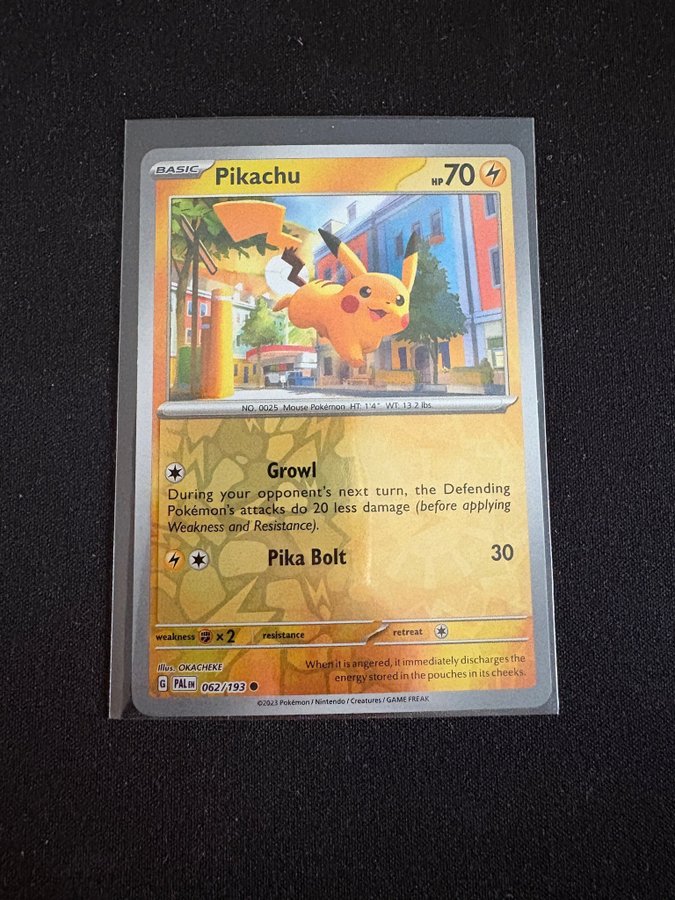 BASIC Pikachu HP 70
NO. 0025 Mouse Pokémon HT: 1'4" WT: 13.2 lbs.
Growl
During your opponent's next turn, the Defending
Pokémon's attacks do 20 less damage (before applying
Weakness and Resistance).
Pika Bolt 30
weakness ×2 resistance retreat
Illus. OKACHEKE
When it is angered, it immediately discharges the
energy stored in the pouches in its cheeks.
G PAL EN 062/193
©2023 Pokémon / Nintendo / Creatures / GAME FREAK